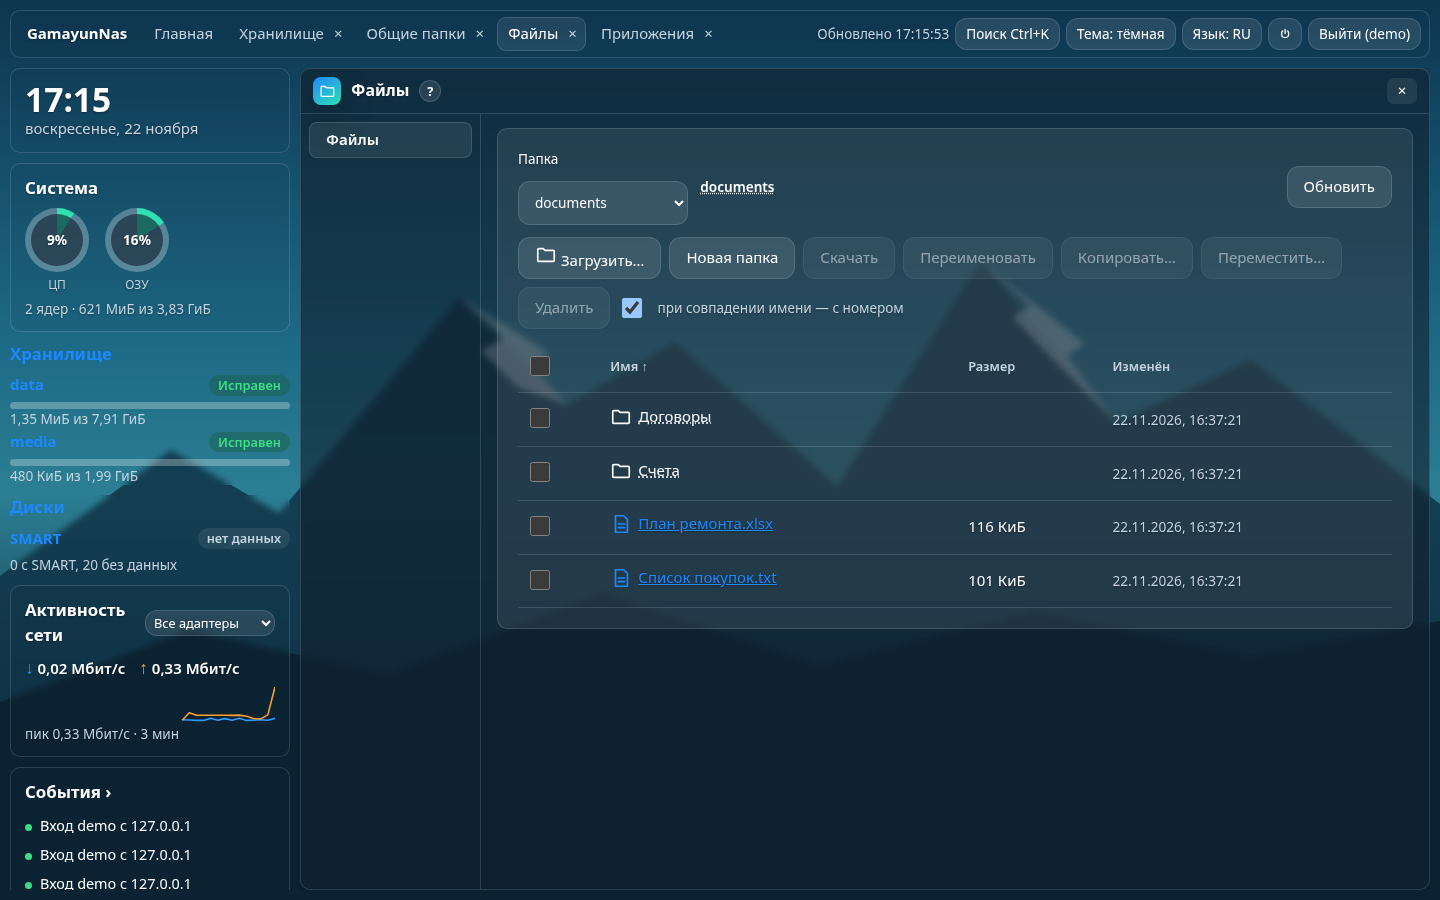 GamayunNas Главная Хранилище × Общие папки × Файлы × Приложения × Обновлено 17:15:53 Поиск Ctrl+K Тема: тёмная Язык: RU Выйти (demo)
17:15
воскресенье, 22 ноября
Система
9% 16%
ЦП ОЗУ
2 ядер · 621 МиБ из 3,83 ГиБ
Хранилище
data Исправен
1,35 МиБ из 7,91 ГиБ
media Исправен
480 КиБ из 1,99 ГиБ
Диски
SMART нет данных
0 с SMART, 20 без данных
Активность сети Все адаптеры
↓ 0,02 Мбит/с ↑ 0,33 Мбит/с
пик 0,33 Мбит/с · 3 мин
События ›
Вход demo с 127.0.0.1
Вход demo с 127.0.0.1
Вход demo с 127.0.0.1
Файлы ? ×
Файлы
Папка
documents documents Обновить
Загрузить... Новая папка Скачать Переименовать Копировать... Переместить...
Удалить при совпадении имени — с номером
Имя ↑ Размер Изменён
Договоры 22.11.2026, 16:37:21
Счета 22.11.2026, 16:37:21
План ремонта.xlsx 116 КиБ 22.11.2026, 16:37:21
Список покупок.txt 101 КиБ 22.11.2026, 16:37:21